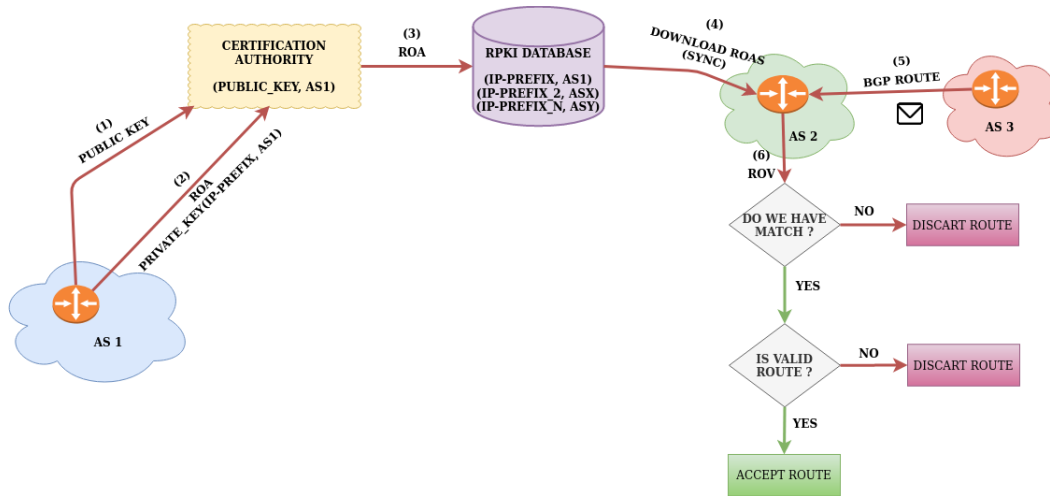 (1)
PUBLIC KEY
(2)
ROA
PRIVATE_KEY(IP-PREFIX, AS1)
AS 1
CERTIFICATION
AUTHORITY
(PUBLIC_KEY, AS1)
(3)
ROA
RPKI DATABASE
(IP-PREFIX, AS1)
(IP-PREFIX_2, ASX)
(IP-PREFIX_N, ASY)
(4)
DOWNLOAD ROAS
(SYNC)
AS 2
(5)
BGP ROUTE
AS 3
(6)
ROV
DO WE HAVE
MATCH ?
NO
DISCART ROUTE
YES
IS VALID
ROUTE ?
NO
DISCART ROUTE
YES
ACCEPT ROUTE